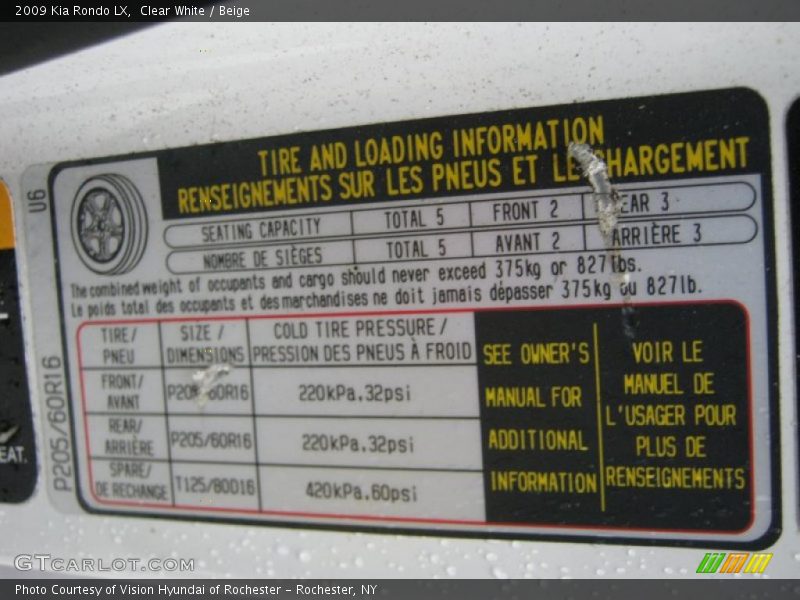 2009 Kia Rondo LX, Clear White / Beige
TIRE AND LOADING INFORMATION
RENSEIGNEMENTS SUR LES PNEUS ET LE CHARGEMENT
SEATING CAPACITY TOTAL 5 FRONT 2 REAR 3
NOMBRE DE SIÈGES TOTAL 5 AVANT 2 ARRIÈRE 3
The combined weight of occupants and cargo should never exceed 375kg or 827lbs.
Le poids total des occupants et des marchandises ne doit jamais dépasser 375kg ou 827lb.
U6
P205/60R16
TIRE/
PNEU
SIZE /
DIMENSIONS
COLD TIRE PRESSURE /
PRESSION DES PNEUS À FROID
FRONT/
AVANT
P205/60R16
220kPa.32psi
REAR/
ARRIÈRE
P205/60R16
220kPa.32psi
SPARE/
DE RECHANGE
T125/80D16
420kPa.60psi
SEE OWNER'S
MANUAL FOR
ADDITIONAL
INFORMATION
VOIR LE
MANUEL DE
L'USAGER POUR
PLUS DE
RENSEIGNEMENTS
EAT.
GTCARLOT.COM
Photo Courtesy of Vision Hyundai of Rochester - Rochester, NY